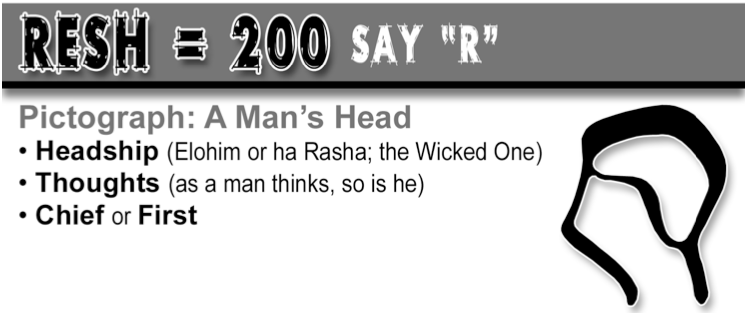 RESH = 200 SAY "R"
Pictograph: A Man's Head
• Headship (Elohim or ha Rasha; the Wicked One)
• Thoughts (as a man thinks, so is he)
• Chief or First